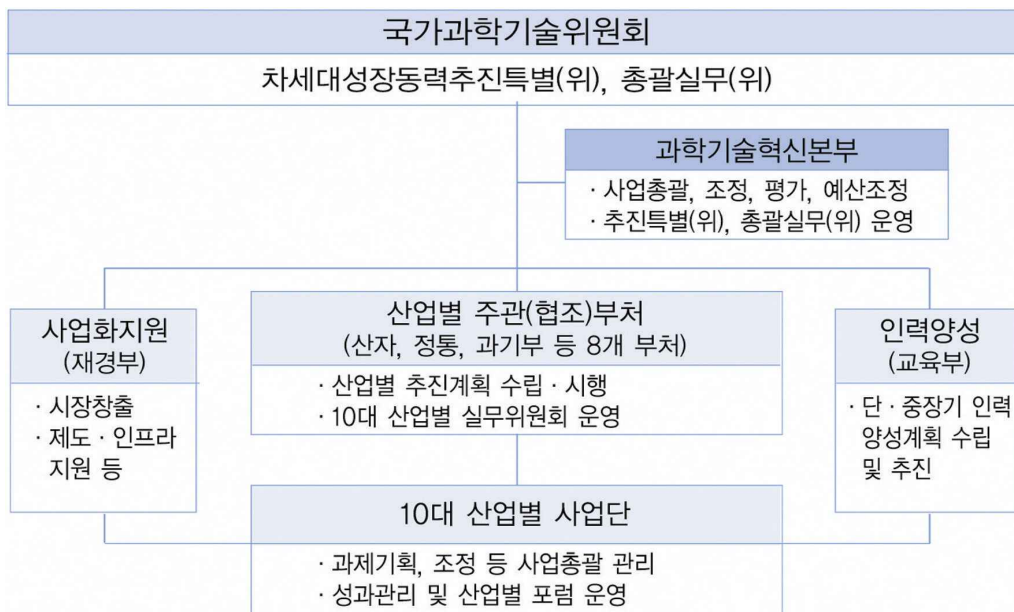 국가과학기술위원회
차세대성장동력추진특별(위), 총괄실무(위)
과학기술혁신본부
· 사업총괄, 조정, 평가, 예산조정
· 추진특별(위), 총괄실무(위) 운영
사업화지원
(재경부)
· 시장창출
· 제도 · 인프라
지원 등
산업별 주관(협조)부처
(산자, 정통, 과기부 등 8개 부처)
· 산업별 추진계획 수립 · 시행
· 10대 산업별 실무위원회 운영
인력양성
(교육부)
· 단 · 중장기 인력
양성계획 수립
및 추진
10대 산업별 사업단
· 과제기획, 조정 등 사업총괄 관리
· 성과관리 및 산업별 포럼 운영